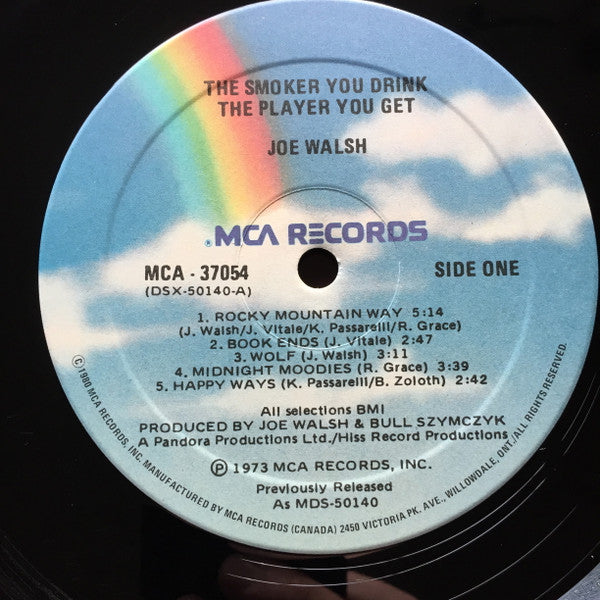 THE SMOKER YOU DRINK
THE PLAYER YOU GET
JOE WALSH
®MCA RECORDS
MCA - 37054
SIDE ONE
(DSX-50140-A)
1. ROCKY MOUNTAIN WAY 5:14
(J. Walsh/J. Vitale/K. Passarelli/R. Grace)
2. BOOK ENDS (J. Vitale) 2:47
3. WOLF (J. Walsh) 3:11
4. MIDNIGHT MOODIES (R. Grace) 3:39
5. HAPPY WAYS (K. Passarelli/B. Zoloth) 2:42
All selections BMI
PRODUCED BY JOE WALSH & BULL SZYMCZYK
A Pandora Productions Ltd./Hiss Record Productions
Ⓟ 1973 MCA RECORDS, INC.
Previously Released
As MDS-50140
© 1980 MCA RECORDS, INC. MANUFACTURED BY MCA RECORDS (CANADA) 2450 VICTORIA PK. AVE., WILLOWDALE, ONT./ALL RIGHTS RESERVED.